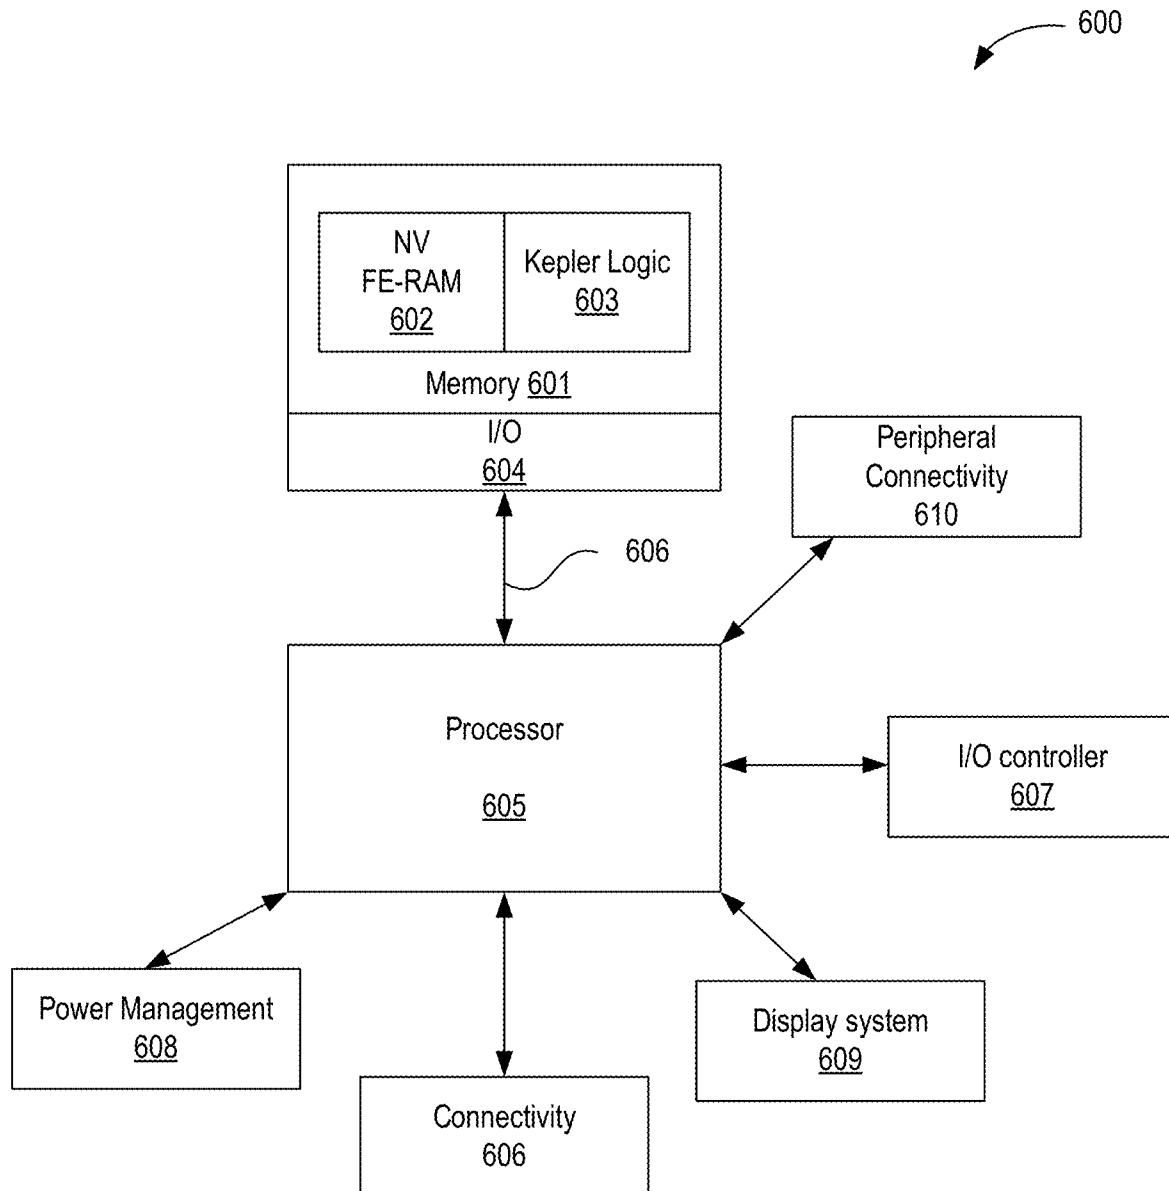 600
NV
FE-RAM
602
Kepler Logic
603
Memory 601
I/O
604
Peripheral
Connectivity
610
606
Processor
605
I/O controller
607
Power Management
608
Display system
609
Connectivity
606